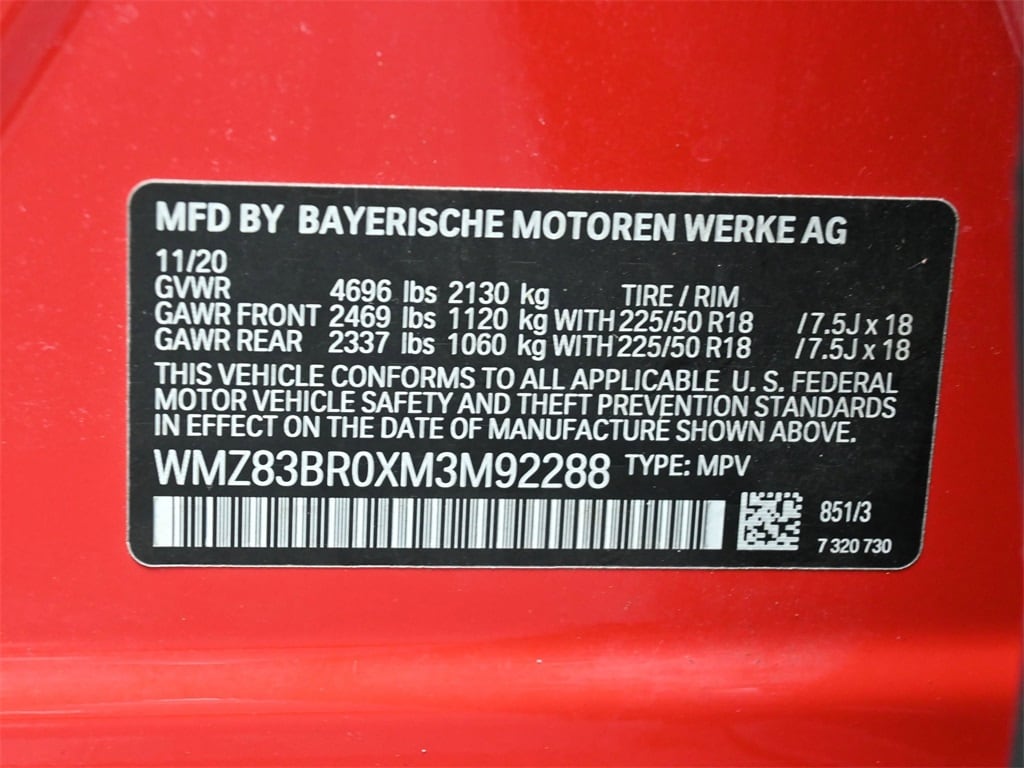 MFD BY BAYERISCHE MOTOREN WERKE AG
11/20
GVWR 4696 lbs 2130 kg TIRE / RIM
GAWR FRONT 2469 lbs 1120 kg WITH 225/50 R18 /7.5J x 18
GAWR REAR 2337 lbs 1060 kg WITH 225/50 R18 /7.5J x 18
THIS VEHICLE CONFORMS TO ALL APPLICABLE U. S. FEDERAL
MOTOR VEHICLE SAFETY AND THEFT PREVENTION STANDARDS
IN EFFECT ON THE DATE OF MANUFACTURE SHOWN ABOVE.
WMZ83BR0XM3M92288 TYPE: MPV
851/3
7 320 730